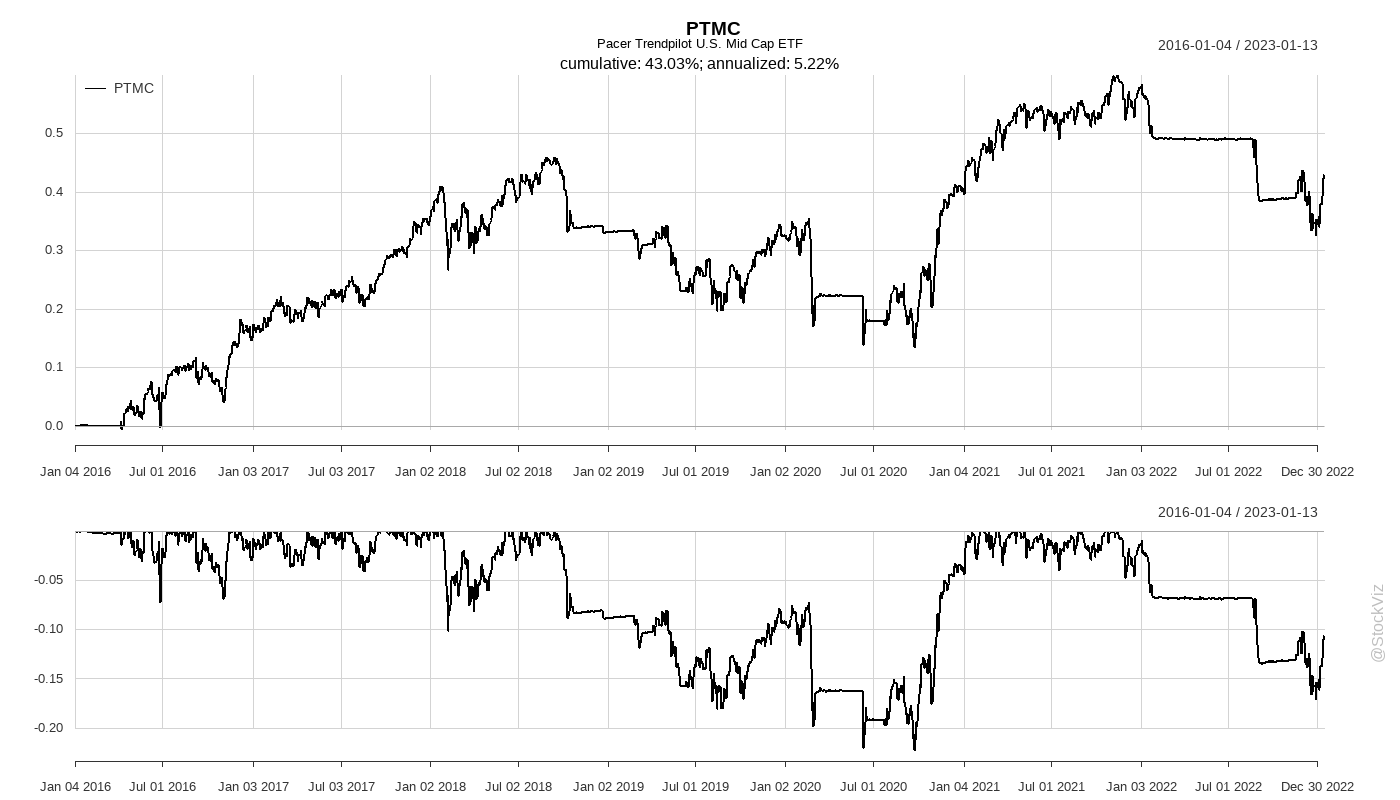 PTMC
Pacer Trendpilot U.S. Mid Cap ETF
cumulative: 43.03%; annualized: 5.22%
2016-01-04 / 2023-01-13
PTMC
0.5
0.4
0.3
0.2
0.1
0.0
Jan 04 2016 Jul 01 2016 Jan 03 2017 Jul 03 2017 Jan 02 2018 Jul 02 2018 Jan 02 2019 Jul 01 2019 Jan 02 2020 Jul 01 2020 Jan 04 2021 Jul 01 2021 Jan 03 2022 Jul 01 2022 Dec 30 2022
2016-01-04 / 2023-01-13
-0.05
-0.10
-0.15
-0.20
Jan 04 2016 Jul 01 2016 Jan 03 2017 Jul 03 2017 Jan 02 2018 Jul 02 2018 Jan 02 2019 Jul 01 2019 Jan 02 2020 Jul 01 2020 Jan 04 2021 Jul 01 2021 Jan 03 2022 Jul 01 2022 Dec 30 2022
@StockViz